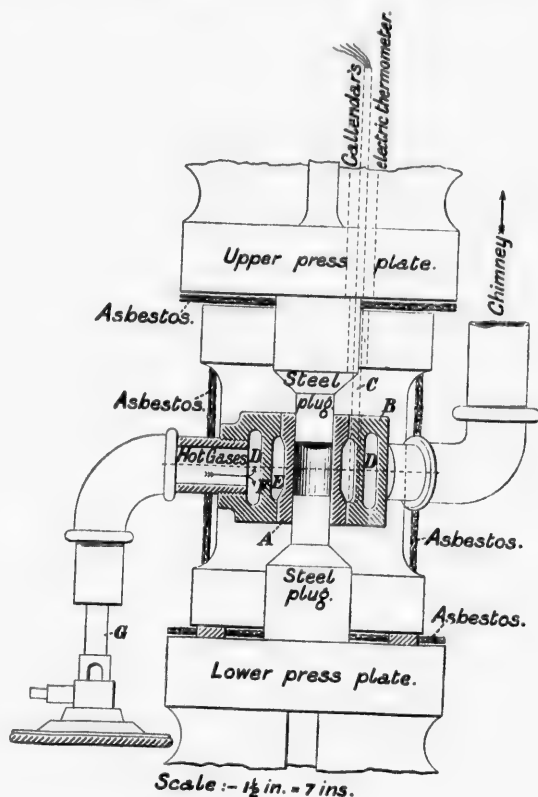 Callendar's
electric thermometer.
Chimney
Upper press plate.
Asbestos.
Steel
plug.
C
B
Asbestos.
Hot Gases
D
D
E
A
Asbestos.
Steel
plug.
Asbestos.
G
Lower press plate.
Scale:- 1½ in. = 7 ins.